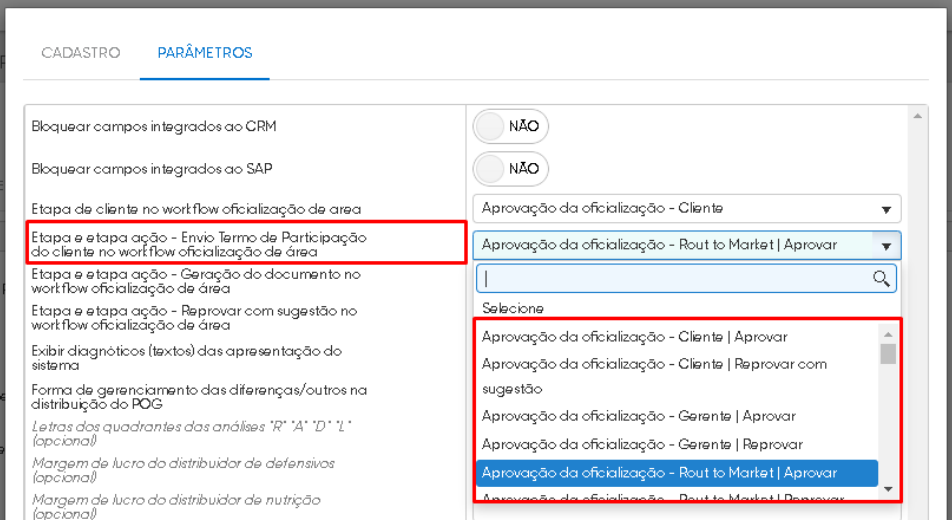 CADASTRO PARÂMETROS
Bloquear campos integrados ao CRM NÃO
Bloquear campos integrados ao SAP NÃO
Etapa de cliente no workflow oficialização de area Aprovação da oficialização - Cliente
Etapa e etapa ação - Envio Termo de Participação
do cliente no workflow oficialização de área
Aprovação da oficialização - Rout to Market | Aprovar
Etapa e etapa ação - Geração do documento no
workflow oficialização de área
Etapa e etapa ação - Reprovar com sugestão no
workflow oficialização de área
Exibir diagnóticos (textos) das apresentação do
sistema
Forma de gerenciamento das diferenças/outros na
distribuição do POG
Letras dos quadrantes das análises "R" "A" "D" "L"
(opcional)
Margem de lucro do distribuidor de defensivos
(opcional)
Margem de lucro do distribuidor de nutrição
(opcional)
Selecione
Aprovação da oficialização - Cliente | Aprovar
Aprovação da oficialização - Cliente | Reprovar com
sugestão
Aprovação da oficialização - Gerente | Aprovar
Aprovação da oficialização - Gerente | Reprovar
Aprovação da oficialização - Rout to Market | Aprovar
Aprovação da oficialização - Rout to Market | Reprovar